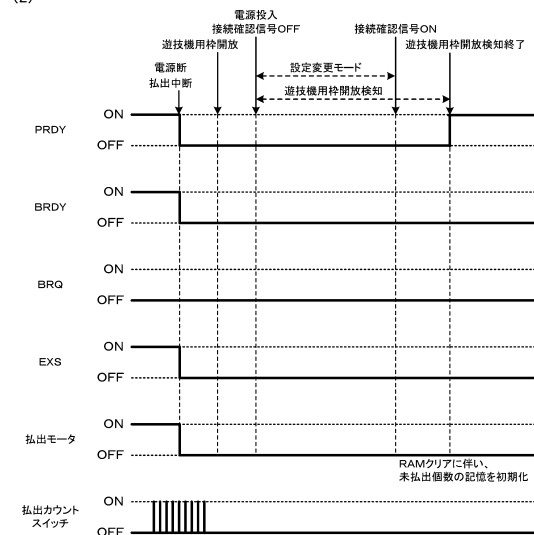 (2)
電源投入
接続確認信号OFF
接続確認信号ON
遊技機用枠開放
遊技機用枠開放検知終了
電源断
払出中断
設定変更モード
遊技機用枠開放検知
PRDY
ON
OFF
BRDY
ON
OFF
BRQ
ON
OFF
EXS
ON
OFF
払出モータ
ON
OFF
RAMクリアに伴い、
未払出個数の記憶を初期化
払出カウント
スイッチ
ON
OFF